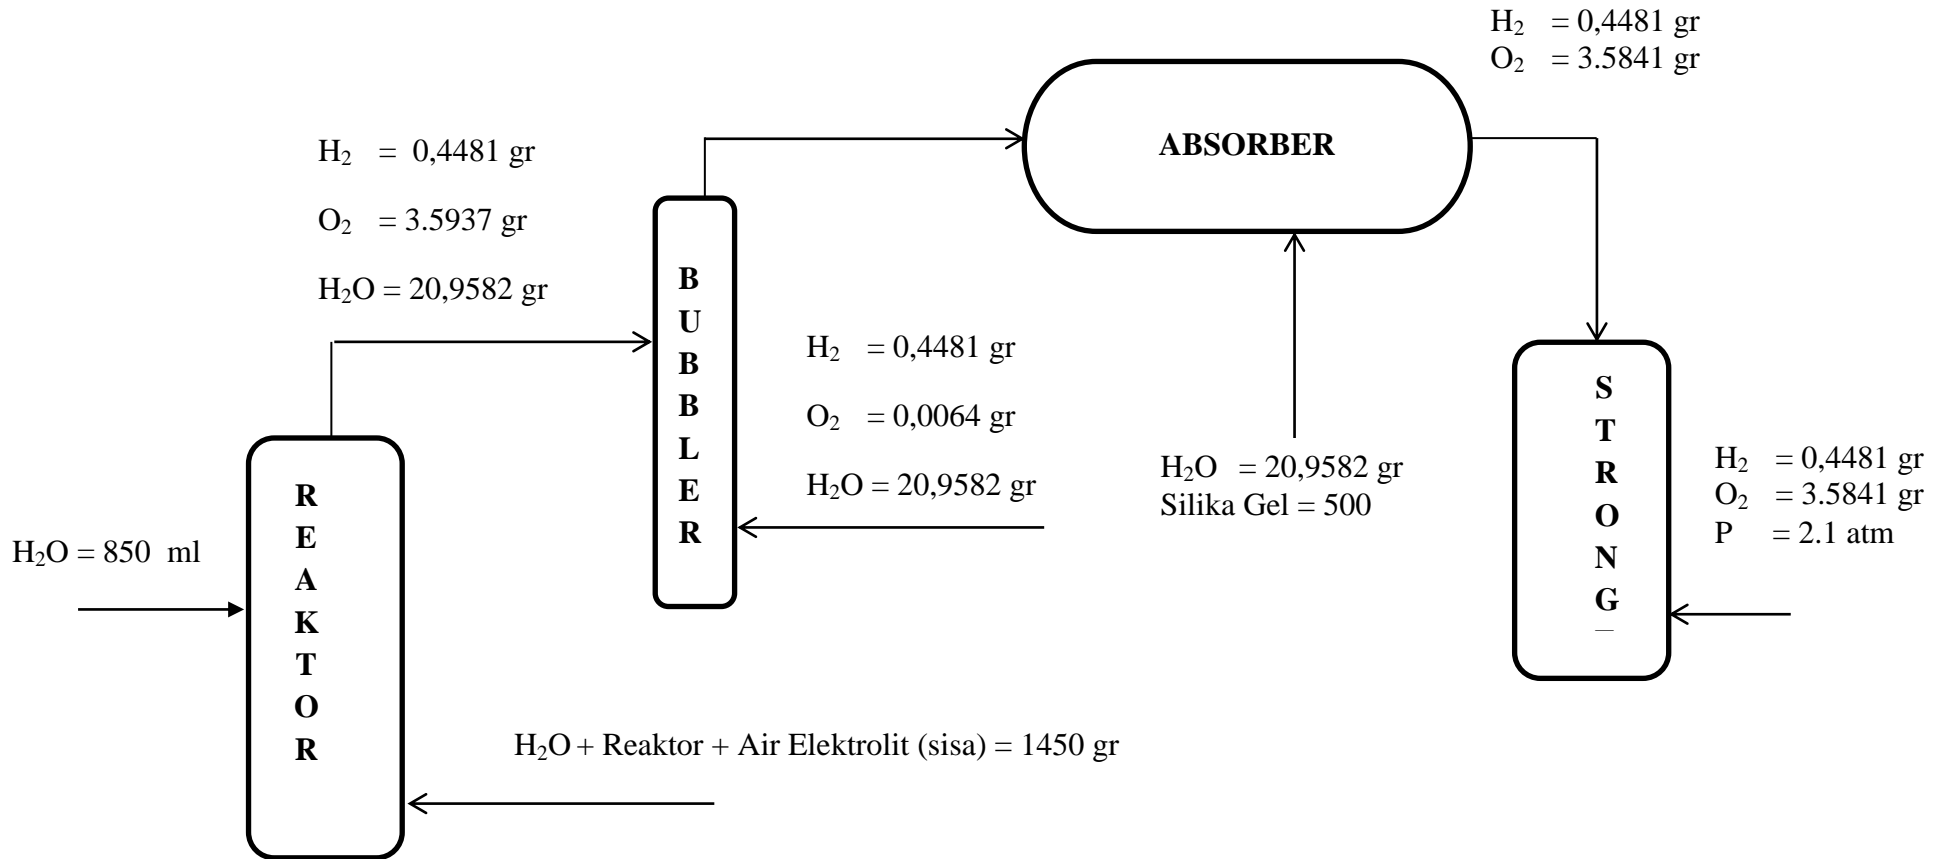 H₂ = 0,4481 gr
O₂ = 3.5841 gr
ABSORBER
H₂ = 0,4481 gr
O₂ = 3.5937 gr
H₂O = 20,9582 gr
B
U
B
B
L
E
R
H₂ = 0,4481 gr
O₂ = 0,0064 gr
H₂O = 20,9582 gr
H₂O = 20,9582 gr
Silika Gel = 500
S
T
R
O
N
G
H₂ = 0,4481 gr
O₂ = 3.5841 gr
P = 2.1 atm
R
E
A
K
T
O
R
H₂O = 850 ml
H₂O + Reaktor + Air Elektrolit (sisa) = 1450 gr